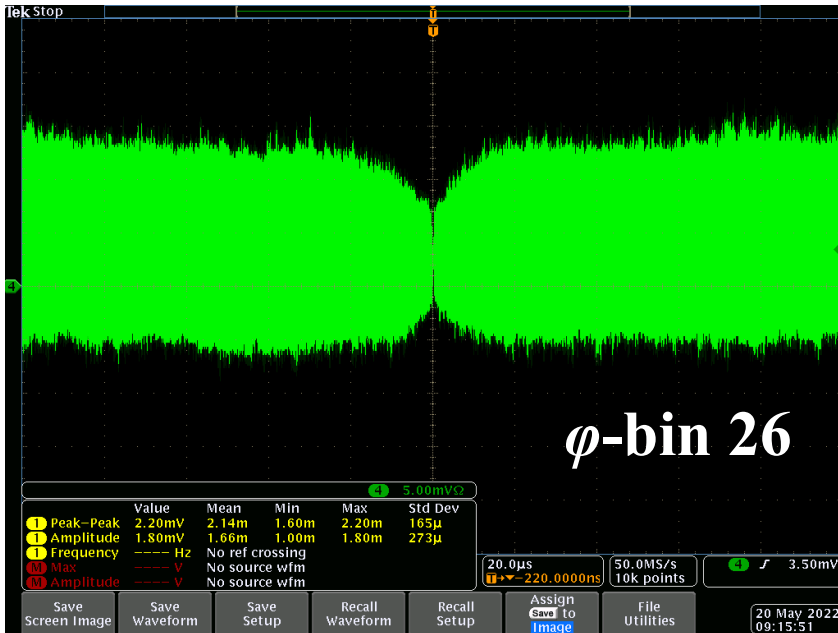 Tek Stop
T
T
4
φ-bin 26
4 5.00mVΩ
Value Mean Min Max Std Dev
1 Peak–Peak 2.20mV 2.14m 1.60m 2.20m 165µ
1 Amplitude 1.80mV 1.66m 1.00m 1.80m 273µ
1 Frequency –––– Hz No ref crossing
M Max –––– V No source wfm
M Amplitude –––– V No source wfm
20.0µs
T→▼–220.0000ns
50.0MS/s
10k points
4 ƒ 3.50mV
Save Screen Image
Save Waveform
Save Setup
Recall Waveform
Recall Setup
Assign Save to Image
File Utilities
20 May 2022
09:15:51